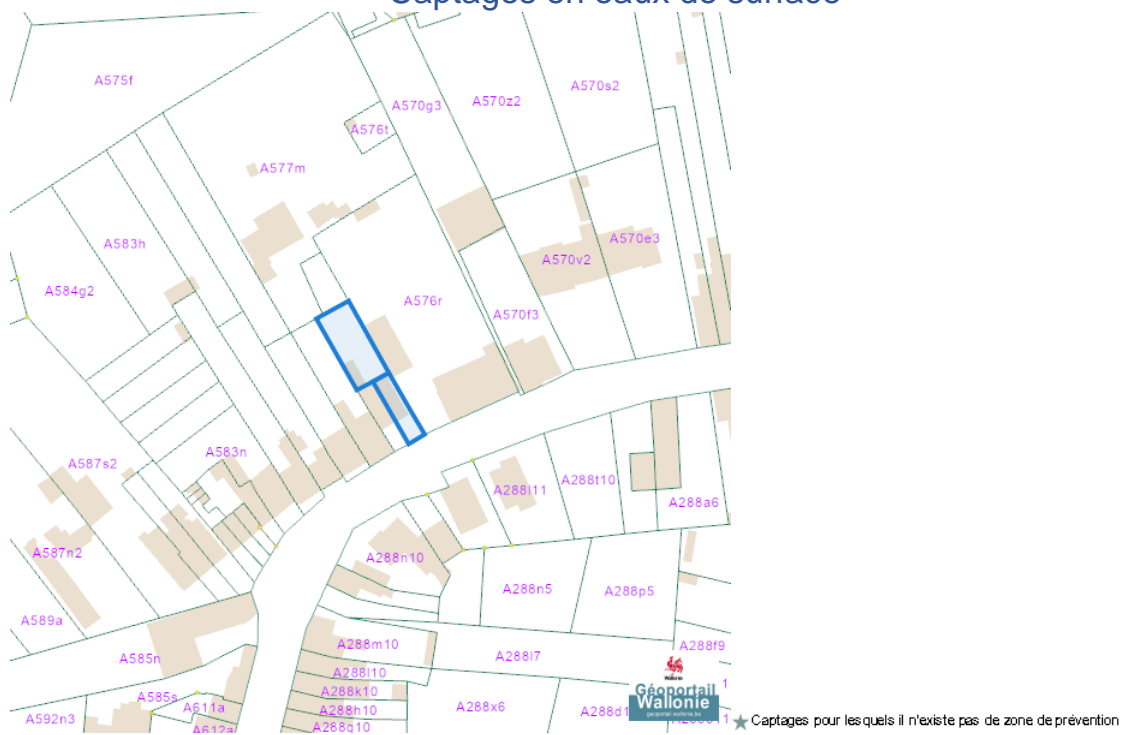 Captages en eaux de surface
A575f
A570g3
A570z2
A570s2
A576t
A577m
A583h
A570e3
A570v2
A584g2
A576r
A570f3
A583n
A587s2
A288l11
A288t10
A288a6
A587n2
A288n10
A288n5
A288p5
A589a
A288m10
A288l7
A288f9
A585n
A288l10
Wallonie
A585s
A288k10
Géoportail
Wallonie
geoportail.wallonie.be
A611a
A288h10
A288x6
A288d1
A592n3
A612a
A288g10
Captages pour lesquels il n'existe pas de zone de prévention